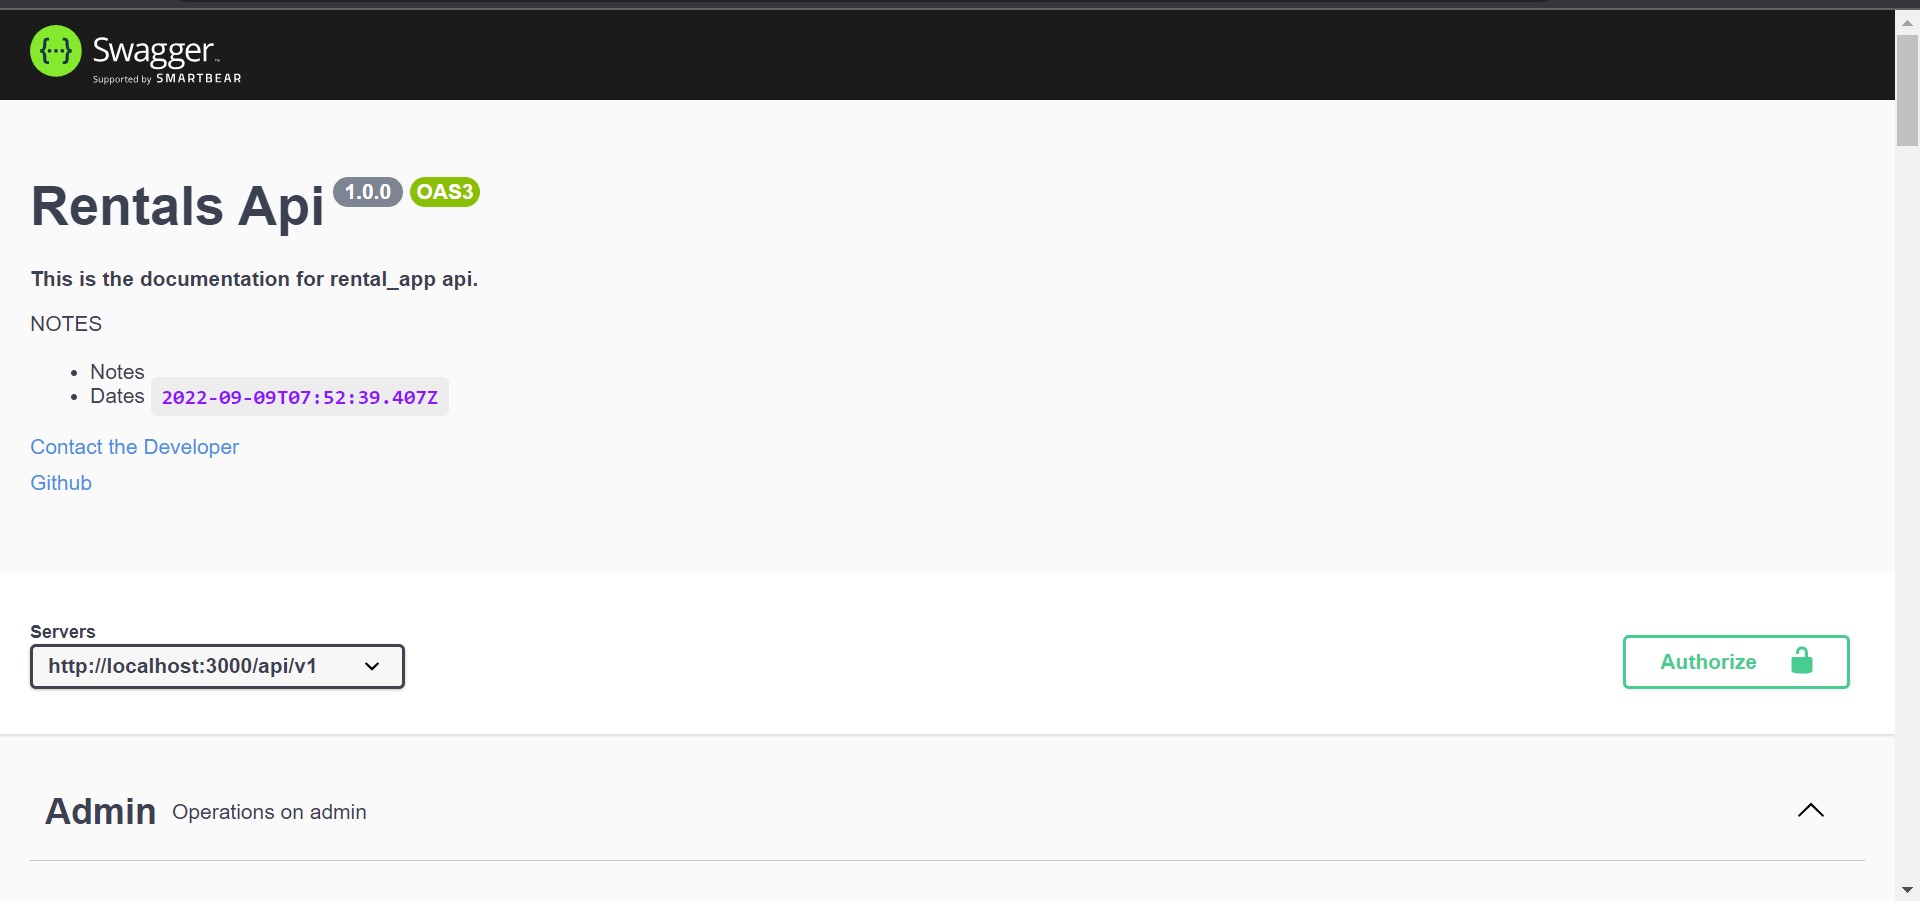 Swagger™
Supported by SMARTBEAR
Rentals Api 1.0.0 OAS3
This is the documentation for rental_app api.
NOTES
Notes
Dates 2022-09-09T07:52:39.407Z
Contact the Developer
Github
Servers
http://localhost:3000/api/v1
Authorize
Admin Operations on admin